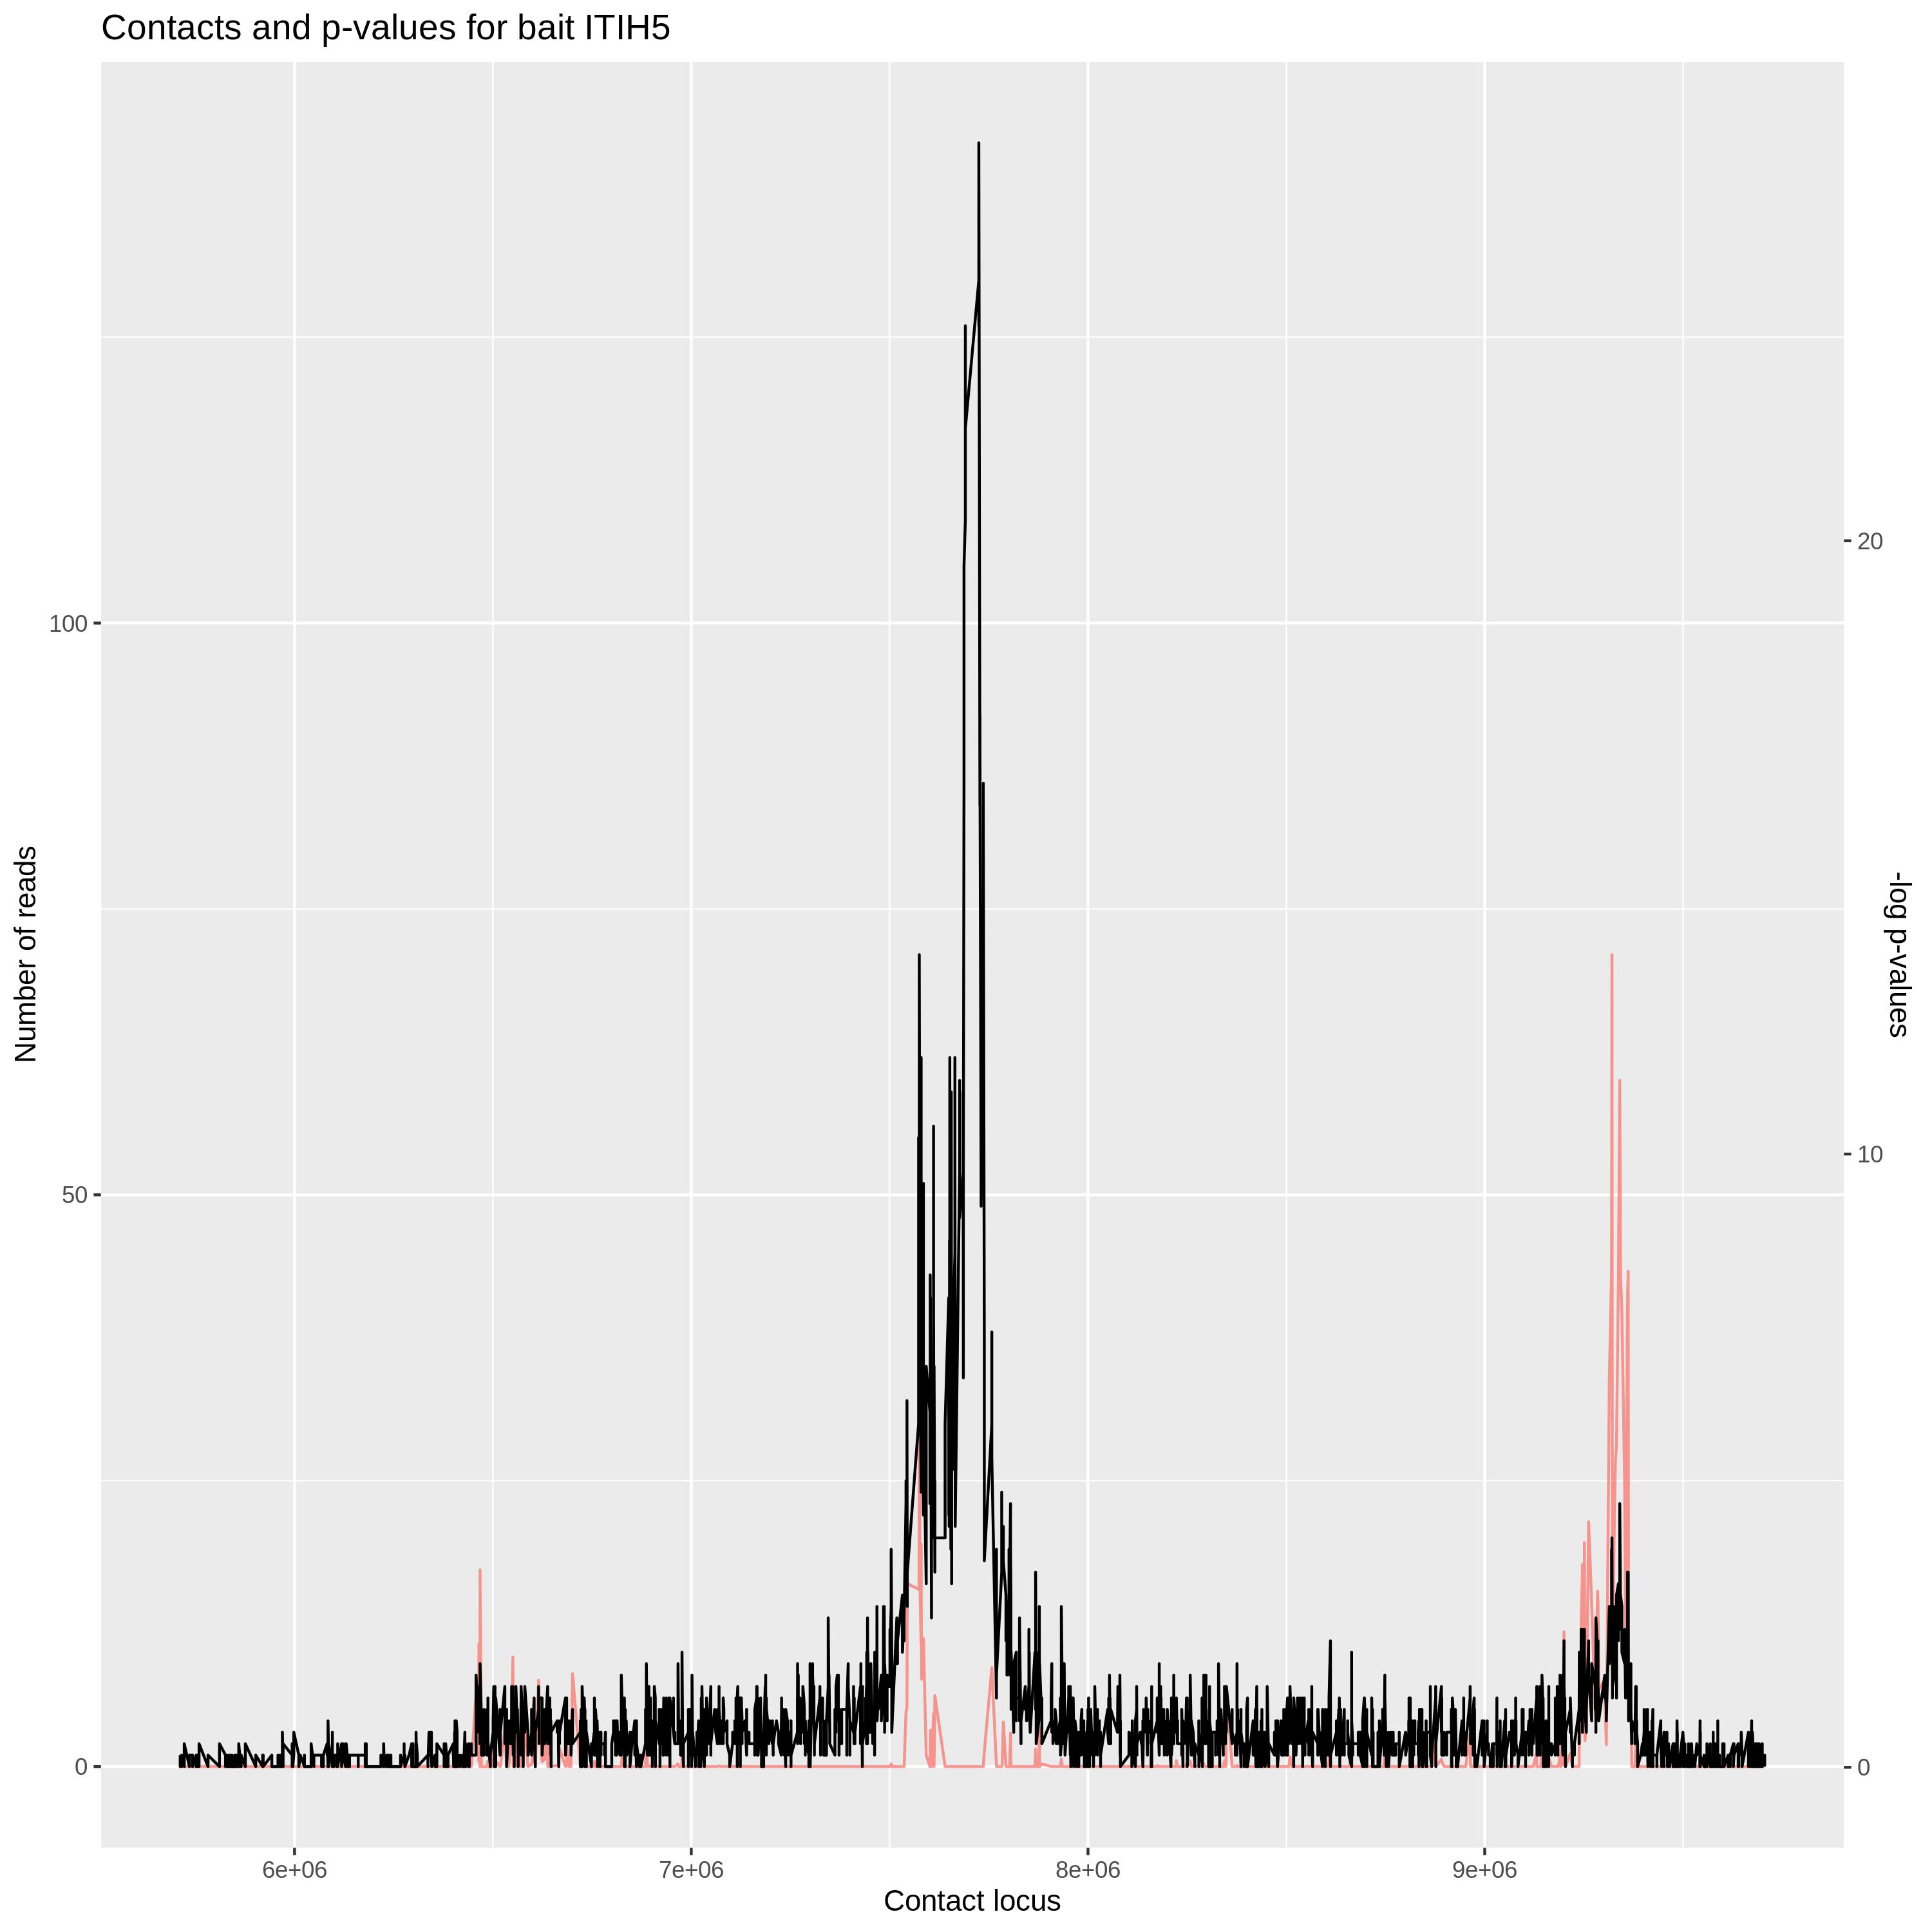 Contacts and p-values for bait ITIH5
Number of reads
100
50
0
20
10
0
-log p-values
6e+06
7e+06
8e+06
9e+06
Contact locus